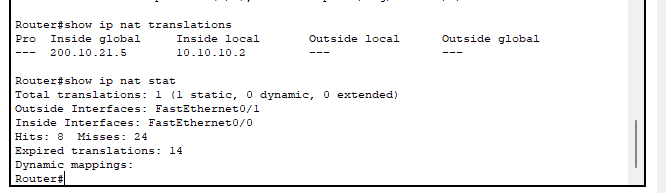 Router#show ip nat translations
Pro  Inside global     Inside local       Outside local      Outside global
---  200.10.21.5       10.10.10.2         ---                ---
Router#show ip nat stat
Total translations: 1 (1 static, 0 dynamic, 0 extended)
Outside Interfaces: FastEthernet0/1
Inside Interfaces: FastEthernet0/0
Hits: 8  Misses: 24
Expired translations: 14
Dynamic mappings:
Router#